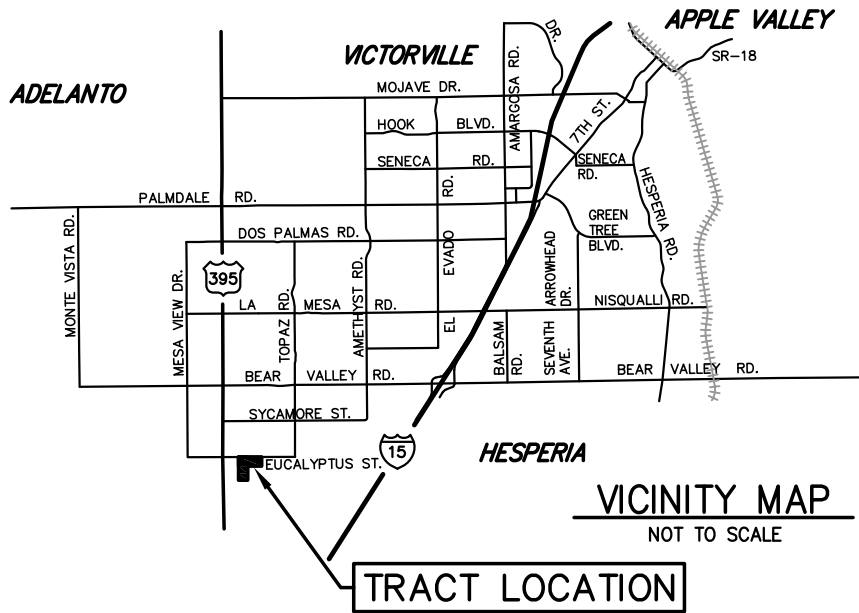 APPLE VALLEY
VICTORVILLE
ADELANTO
DR.
SR-18
MOJAVE DR.
AMARGOSA RD.
7TH ST.
HOOK BLVD.
SENECA RD.
SENECA
RD.
HESPERIA RD.
PALMDALE RD.
GREEN
TREE
BLVD.
MONTE VISTA RD.
DOS PALMAS RD.
EL EVADO RD.
MESA VIEW DR.
395
TOPAZ RD.
AMETHYST RD.
ARROWHEAD
DR.
LA MESA RD.
NISQUALLI RD.
BALSAM
RD.
SEVENTH
AVE.
BEAR VALLEY RD.
BEAR VALLEY RD.
SYCAMORE ST.
15
EUCALYPTUS ST.
HESPERIA
VICINITY MAP
NOT TO SCALE
TRACT LOCATION